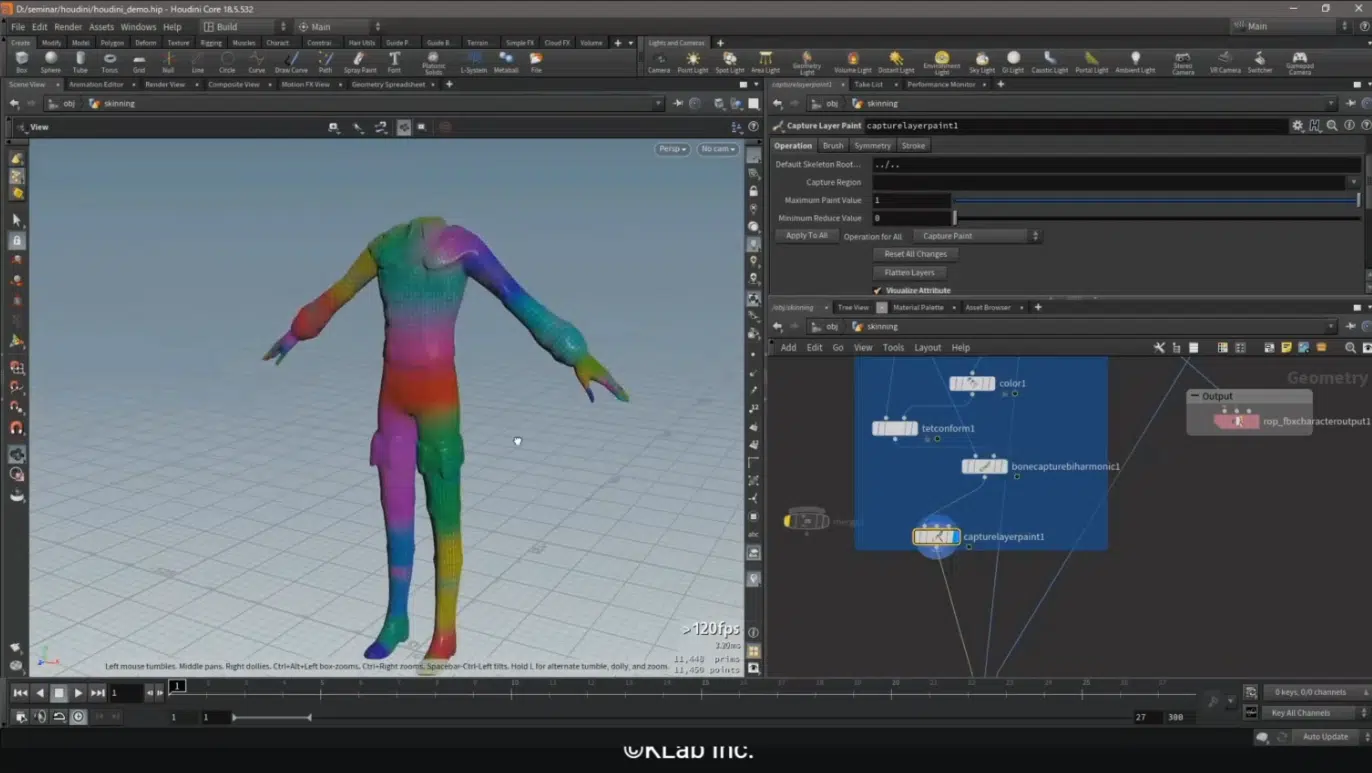 D:/seminar/houdini/houdini_demo.hip - Houdini Core 18.5.532
File Edit Render Assets Windows Help Build Main Main
Create Modify Model Polygon Deform Texture Rigging Muscles Charact... Constrai... Hair Utils Guide P... Guide B... Terrain... Simple FX Cloud FX Volume Lights and Cameras
Box Sphere Tube Torus Grid Null Line Circle Curve Draw Curve Path Spray Paint Font Platonic Solids L-System Metaball File Camera Point Light Spot Light Area Light Geometry Light Volume Light Distant Light Environment Light Sky Light GI Light Caustic Light Portal Light Ambient Light Stereo Camera VR Camera Switcher Gamepad Camera
Scene View Animation Editor Render View Composite View Motion FX View Geometry Spreadsheet capturelayerpaint1 Take List Performance Monitor
obj skinning obj skinning
View
Capture Layer Paint capturelayerpaint1
Persp No cam
Operation Brush Symmetry Stroke
Default Skeleton Root... ../..
Capture Region
Maximum Paint Value 1
Minimum Reduce Value 0
Apply To All Operation for All Capture Paint
Reset All Changes
Flatten Layers
Visualize Attribute
/obj/skinning Tree View Material Palette Asset Browser
obj skinning
Add Edit Go View Tools Layout Help
Geometry
color1
Output
rop_fbxcharacteroutput1
tetconform1
bonecapturebiharmonic1
capturelayerpaint1
>120fps
3.29ms
11,448 prims
11,450 points
Left mouse tumbles. Middle pans. Right dollies. Ctrl+Alt+Left box-zooms. Ctrl+Right zooms. Spacebar-Ctrl-Left tilts. Hold L for alternate tumble, dolly, and zoom.
1 1
0 keys, 0/0 channels
1 1 27 300
Key All Channels
Auto Update
©KLab Inc.